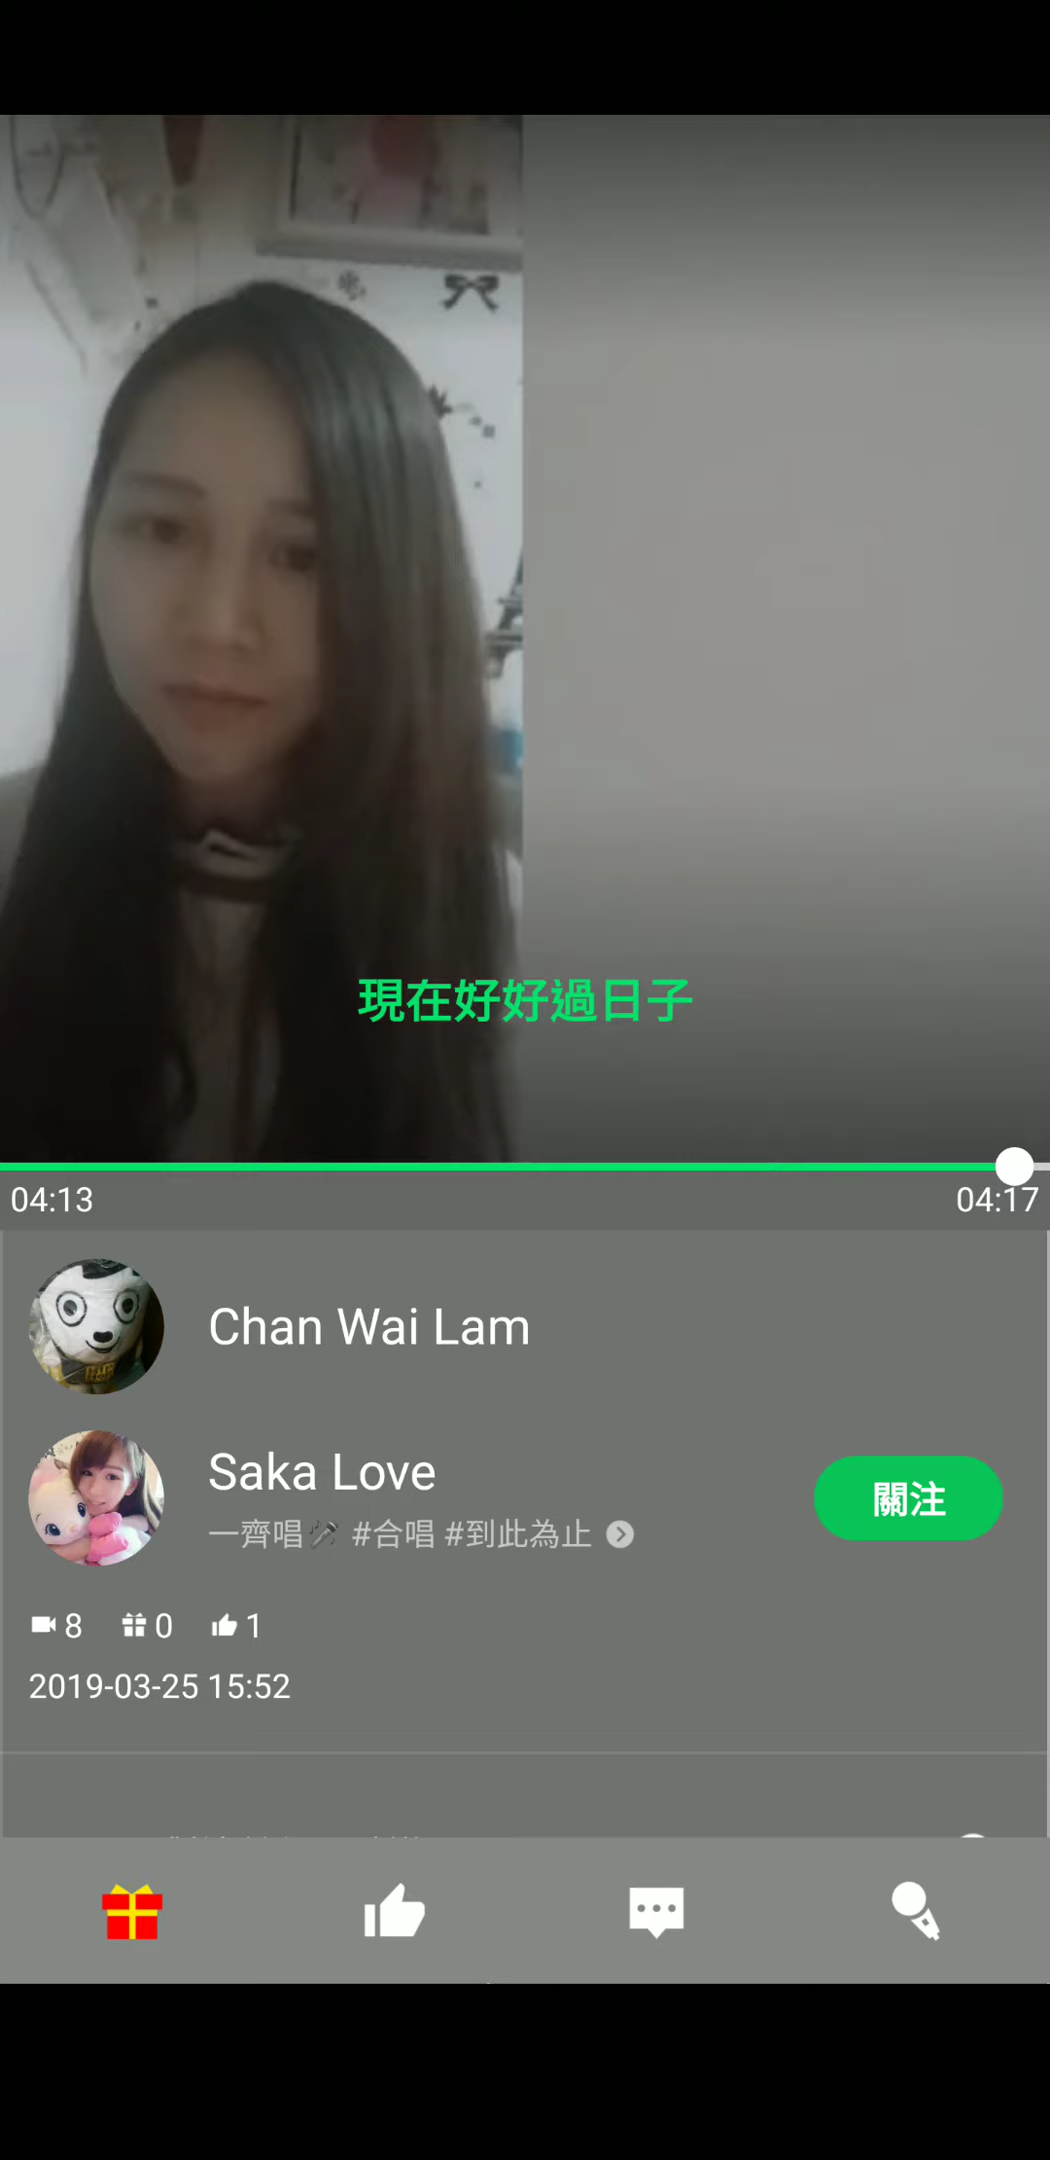 現在好好過日子
04:13
04:17
Chan Wai Lam
Saka Love
關注
一齊唱🎤 #合唱 #到此為止
8 0 1
2019-03-25 15:52